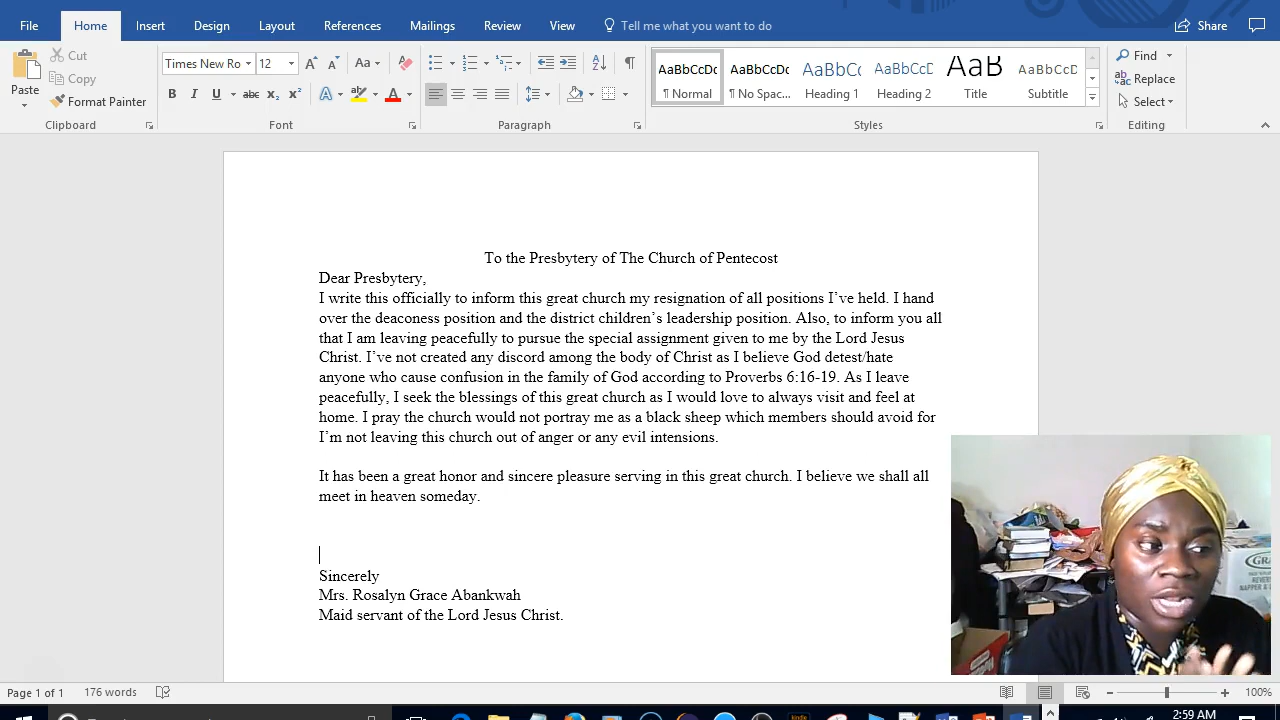 File Home Insert Design Layout References Mailings Review View Tell me what you want to do Share
Cut
Copy
Format Painter
Paste
Times New Ro 12 Aa
B I U abc x₂ x² A A
AaBbCcDc AaBbCcDc AaBbC AaBbCcD AaB AaBbCcD
¶ Normal ¶ No Spac... Heading 1 Heading 2 Title Subtitle
Find
Replace
Select
Clipboard Font Paragraph Styles Editing
To the Presbytery of The Church of Pentecost
Dear Presbytery,
I write this officially to inform this great church my resignation of all positions I’ve held. I hand
over the deaconess position and the district children’s leadership position. Also, to inform you all
that I am leaving peacefully to pursue the special assignment given to me by the Lord Jesus
Christ. I’ve not created any discord among the body of Christ as I believe God detest/hate
anyone who cause confusion in the family of God according to Proverbs 6:16-19. As I leave
peacefully, I seek the blessings of this great church as I would love to always visit and feel at
home. I pray the church would not portray me as a black sheep which members should avoid for
I’m not leaving this church out of anger or any evil intensions.
It has been a great honor and sincere pleasure serving in this great church. I believe we shall all
meet in heaven someday.
Sincerely
Mrs. Rosalyn Grace Abankwah
Maid servant of the Lord Jesus Christ.
Page 1 of 1 176 words 100%
2:59 AM